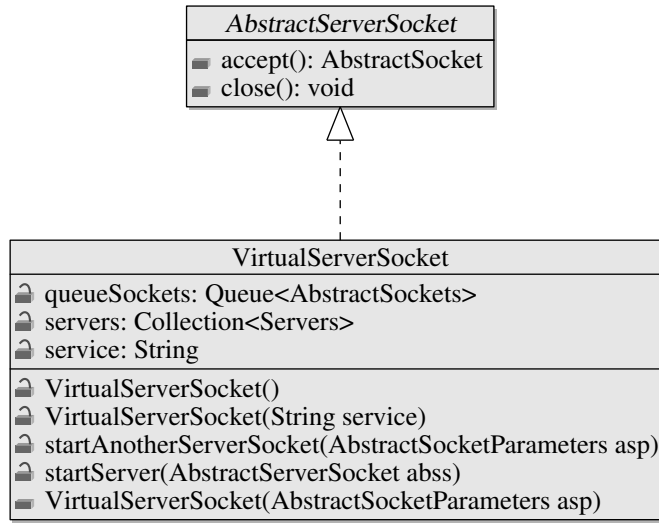 AbstractServerSocket
accept(): AbstractSocket
close(): void
VirtualServerSocket
queueSockets: Queue<AbstractSockets>
servers: Collection<Servers>
service: String
VirtualServerSocket()
VirtualServerSocket(String service)
startAnotherServerSocket(AbstractSocketParameters asp)
startServer(AbstractServerSocket abss)
VirtualServerSocket(AbstractSocketParameters asp)